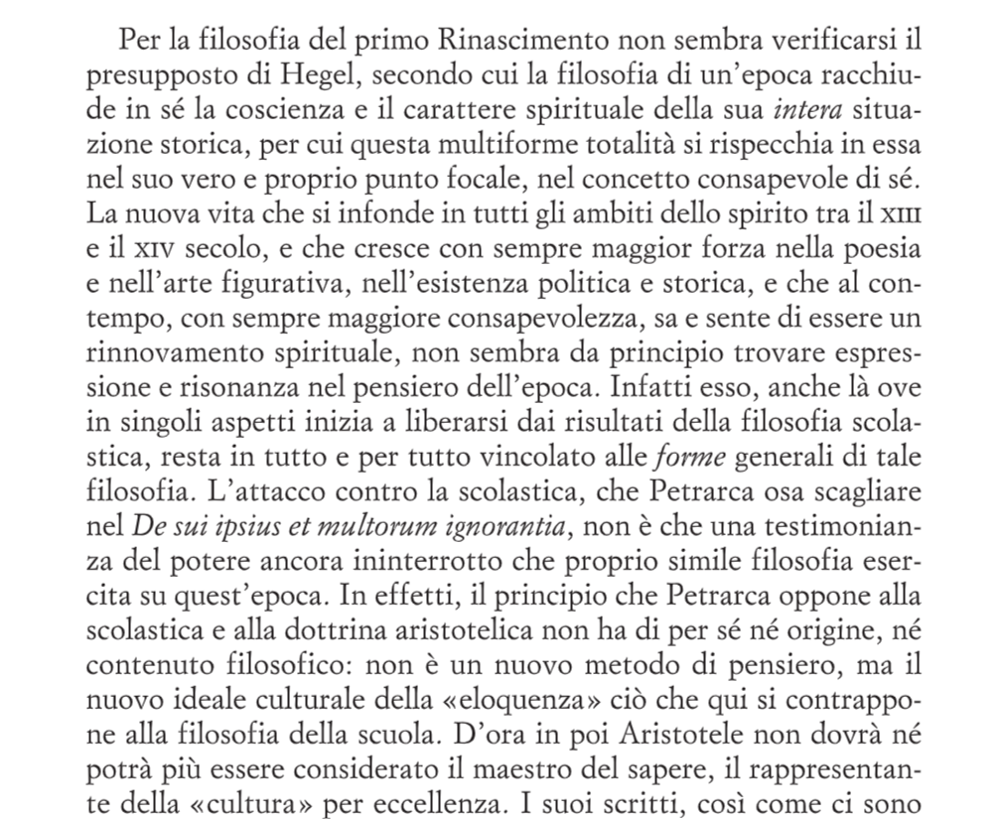 Per la filosofia del primo Rinascimento non sembra verificarsi il
presupposto di Hegel, secondo cui la filosofia di un’epoca racchiu-
de in sé la coscienza e il carattere spirituale della sua intera situa-
zione storica, per cui questa multiforme totalità si rispecchia in essa
nel suo vero e proprio punto focale, nel concetto consapevole di sé.
La nuova vita che si infonde in tutti gli ambiti dello spirito tra il XIII
e il XIV secolo, e che cresce con sempre maggior forza nella poesia
e nell’arte figurativa, nell’esistenza politica e storica, e che al con-
tempo, con sempre maggiore consapevolezza, sa e sente di essere un
rinnovamento spirituale, non sembra da principio trovare espres-
sione e risonanza nel pensiero dell’epoca. Infatti esso, anche là ove
in singoli aspetti inizia a liberarsi dai risultati della filosofia scola-
stica, resta in tutto e per tutto vincolato alle forme generali di tale
filosofia. L’attacco contro la scolastica, che Petrarca osa scagliare
nel De sui ipsius et multorum ignorantia, non è che una testimonian-
za del potere ancora ininterrotto che proprio simile filosofia eser-
cita su quest’epoca. In effetti, il principio che Petrarca oppone alla
scolastica e alla dottrina aristotelica non ha di per sé né origine, né
contenuto filosofico: non è un nuovo metodo di pensiero, ma il
nuovo ideale culturale della «eloquenza» ciò che qui si contrappo-
ne alla filosofia della scuola. D’ora in poi Aristotele non dovrà né
potrà più essere considerato il maestro del sapere, il rappresentan-
te della «cultura» per eccellenza. I suoi scritti, così come ci sono